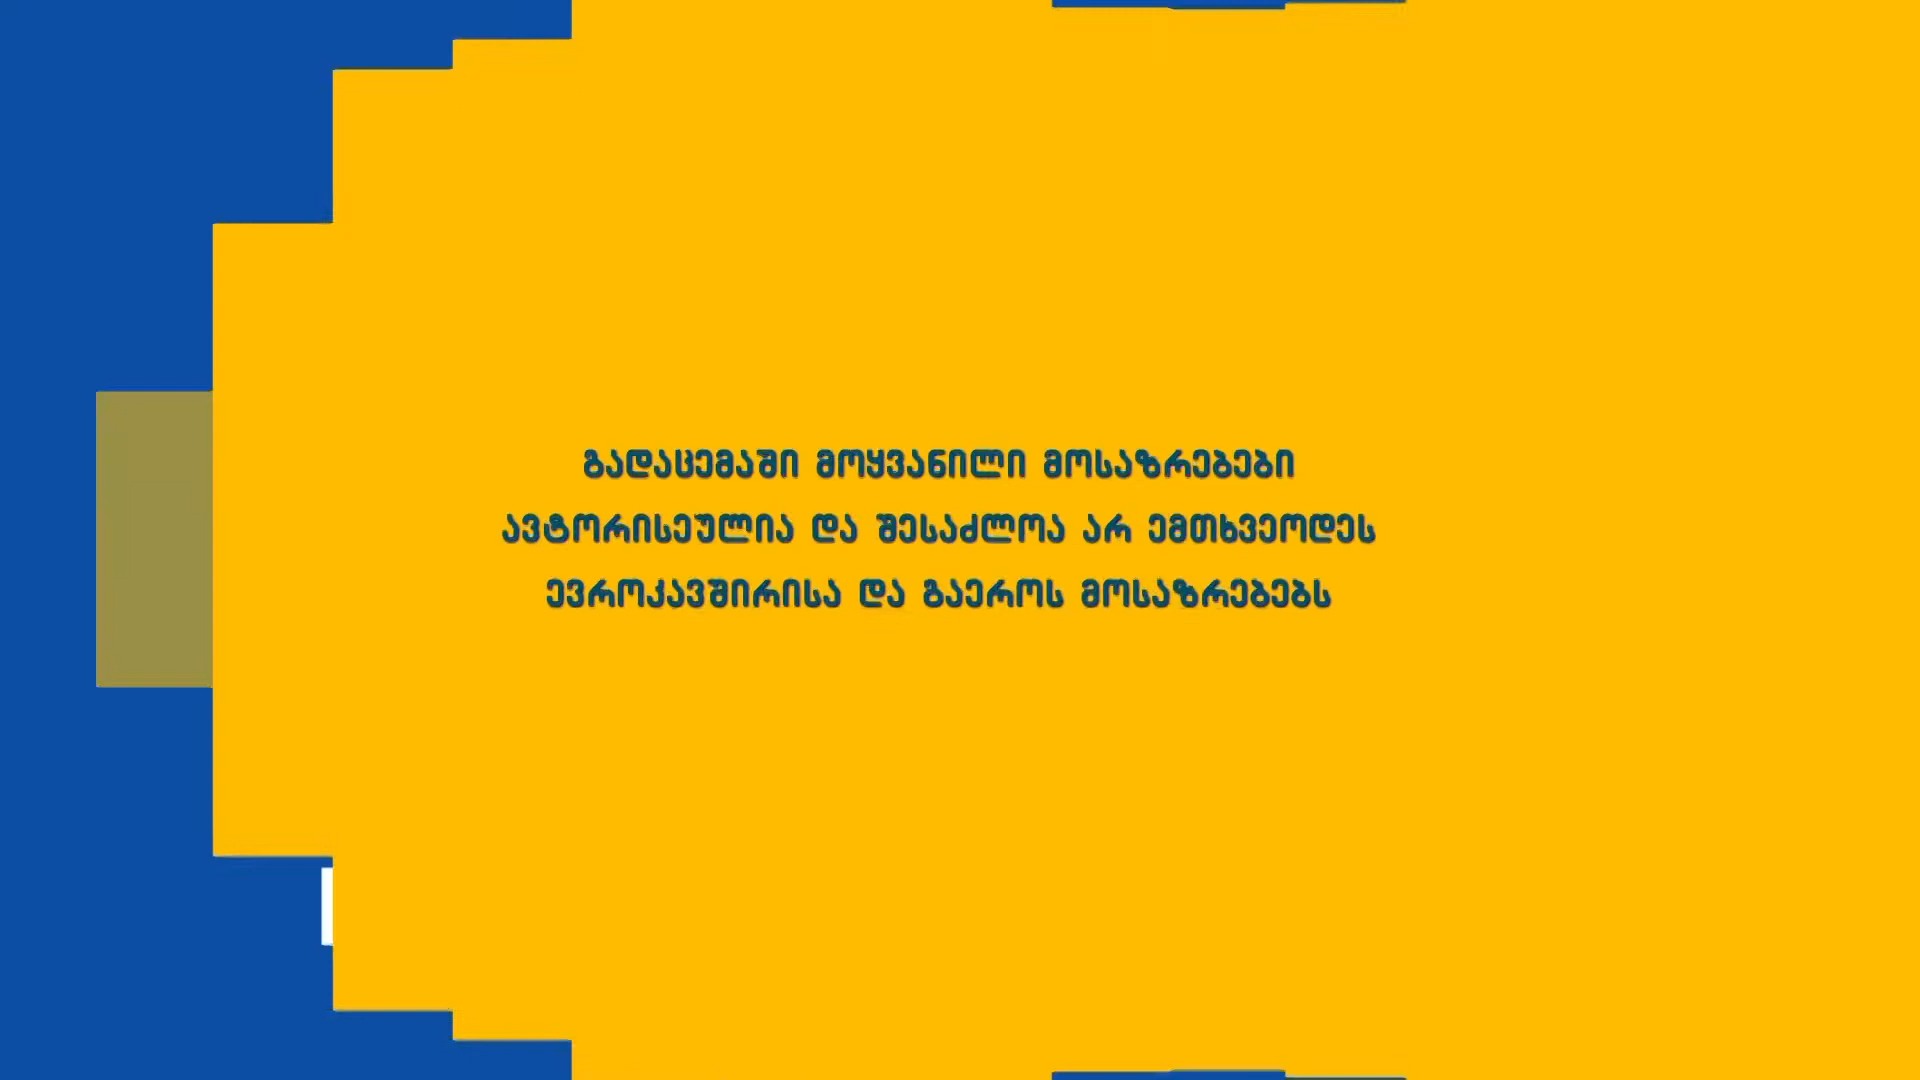 გადაცემაში მოყვანილი მოსაზრებები
ავტორისეულია და შესაძლოა არ ემთხვეოდეს
ევროკავშირისა და გაეროს მოსაზრებებს